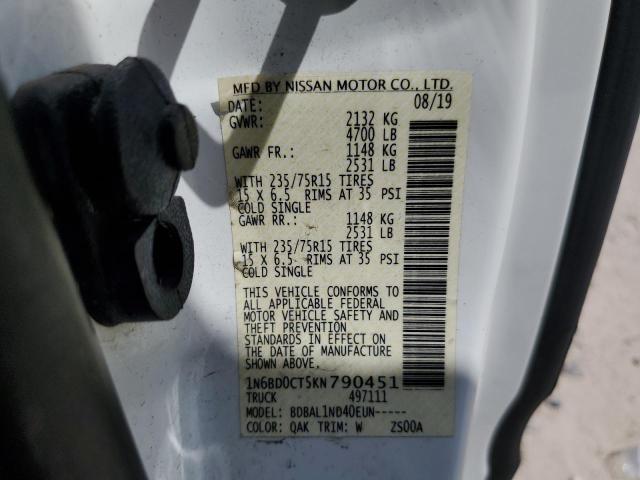 MFD BY NISSAN MOTOR CO., LTD.
DATE: 08/19
GVWR: 2132 KG
4700 LB
GAWR FR.: 1148 KG
2531 LB
WITH 235/75R15 TIRES
15 X 6.5 RIMS AT 35 PSI
COLD SINGLE
GAWR RR.: 1148 KG
2531 LB
WITH 235/75R15 TIRES
15 X 6.5 RIMS AT 35 PSI
COLD SINGLE
THIS VEHICLE CONFORMS TO
ALL APPLICABLE FEDERAL
MOTOR VEHICLE SAFETY AND
THEFT PREVENTION
STANDARDS IN EFFECT ON THE
DATE OF MANUFACTURE
SHOWN ABOVE.
1N6BD0CT5KN790451
TRUCK 497111
MODEL: BDBAL1ND40EUN-----
COLOR: QAK TRIM: W ZS00A